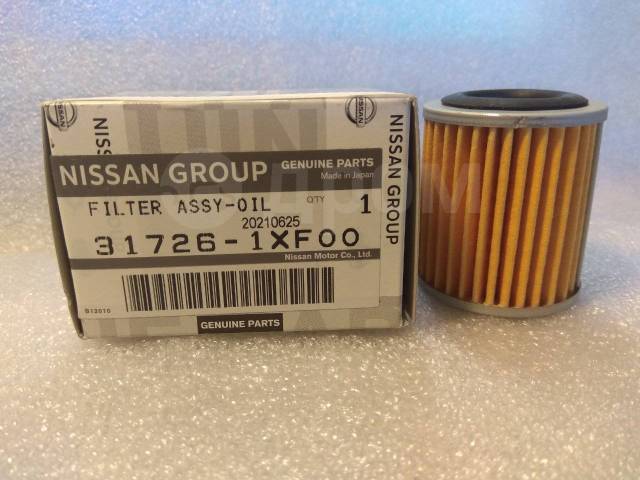 NISSAN
NISSAN
NISSAN GROUP
NISSAN GROUP
GENUINE PARTS
Made in Japan
FILTER ASSY-OIL
QTY
1
20210625
31726-1XF00
Nissan Motor Co., Ltd.
GENUINE PARTS